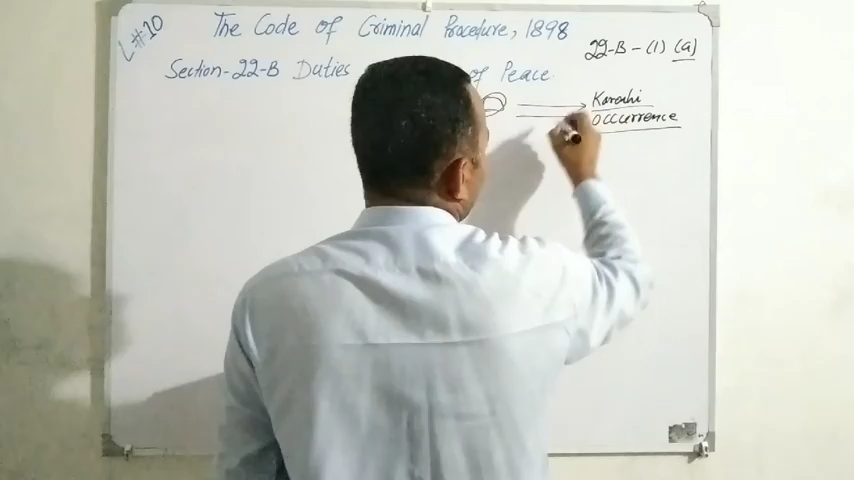 L#10
The Code of Criminal Procedure, 1898
22-B-(1) (a)
Section-22-B Duties of Peace
Karachi
Occurrence